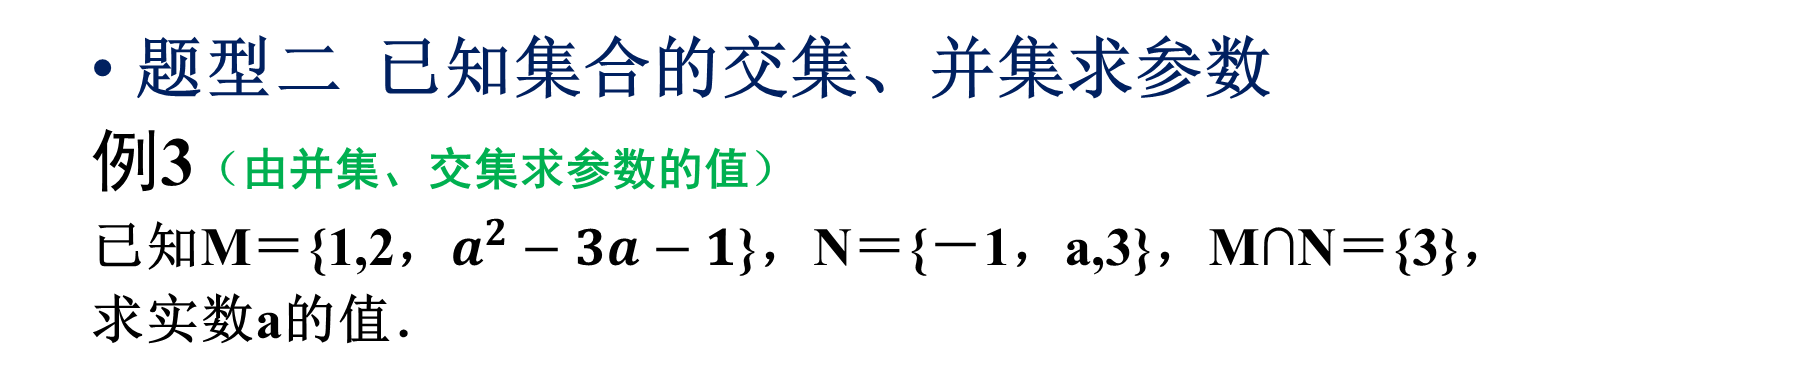 • 题型二 已知集合的交集、并集求参数
例3（由并集、交集求参数的值）
已知M＝{1,2，a² − 3a − 1}，N＝{－1，a,3}，M∩N＝{3}，
求实数a的值．